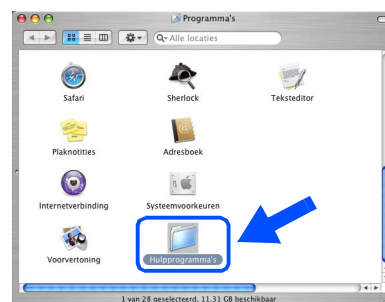 Programma's
Alle locaties
Safari
Sherlock
Teksteditor
Plaknotities
Adresboek
Internetverbinding
Systeemvoorkeuren
Voorvertoning
Hulpprogramma's
1 van 28 geselecteerd, 11,31 GB beschikbaar